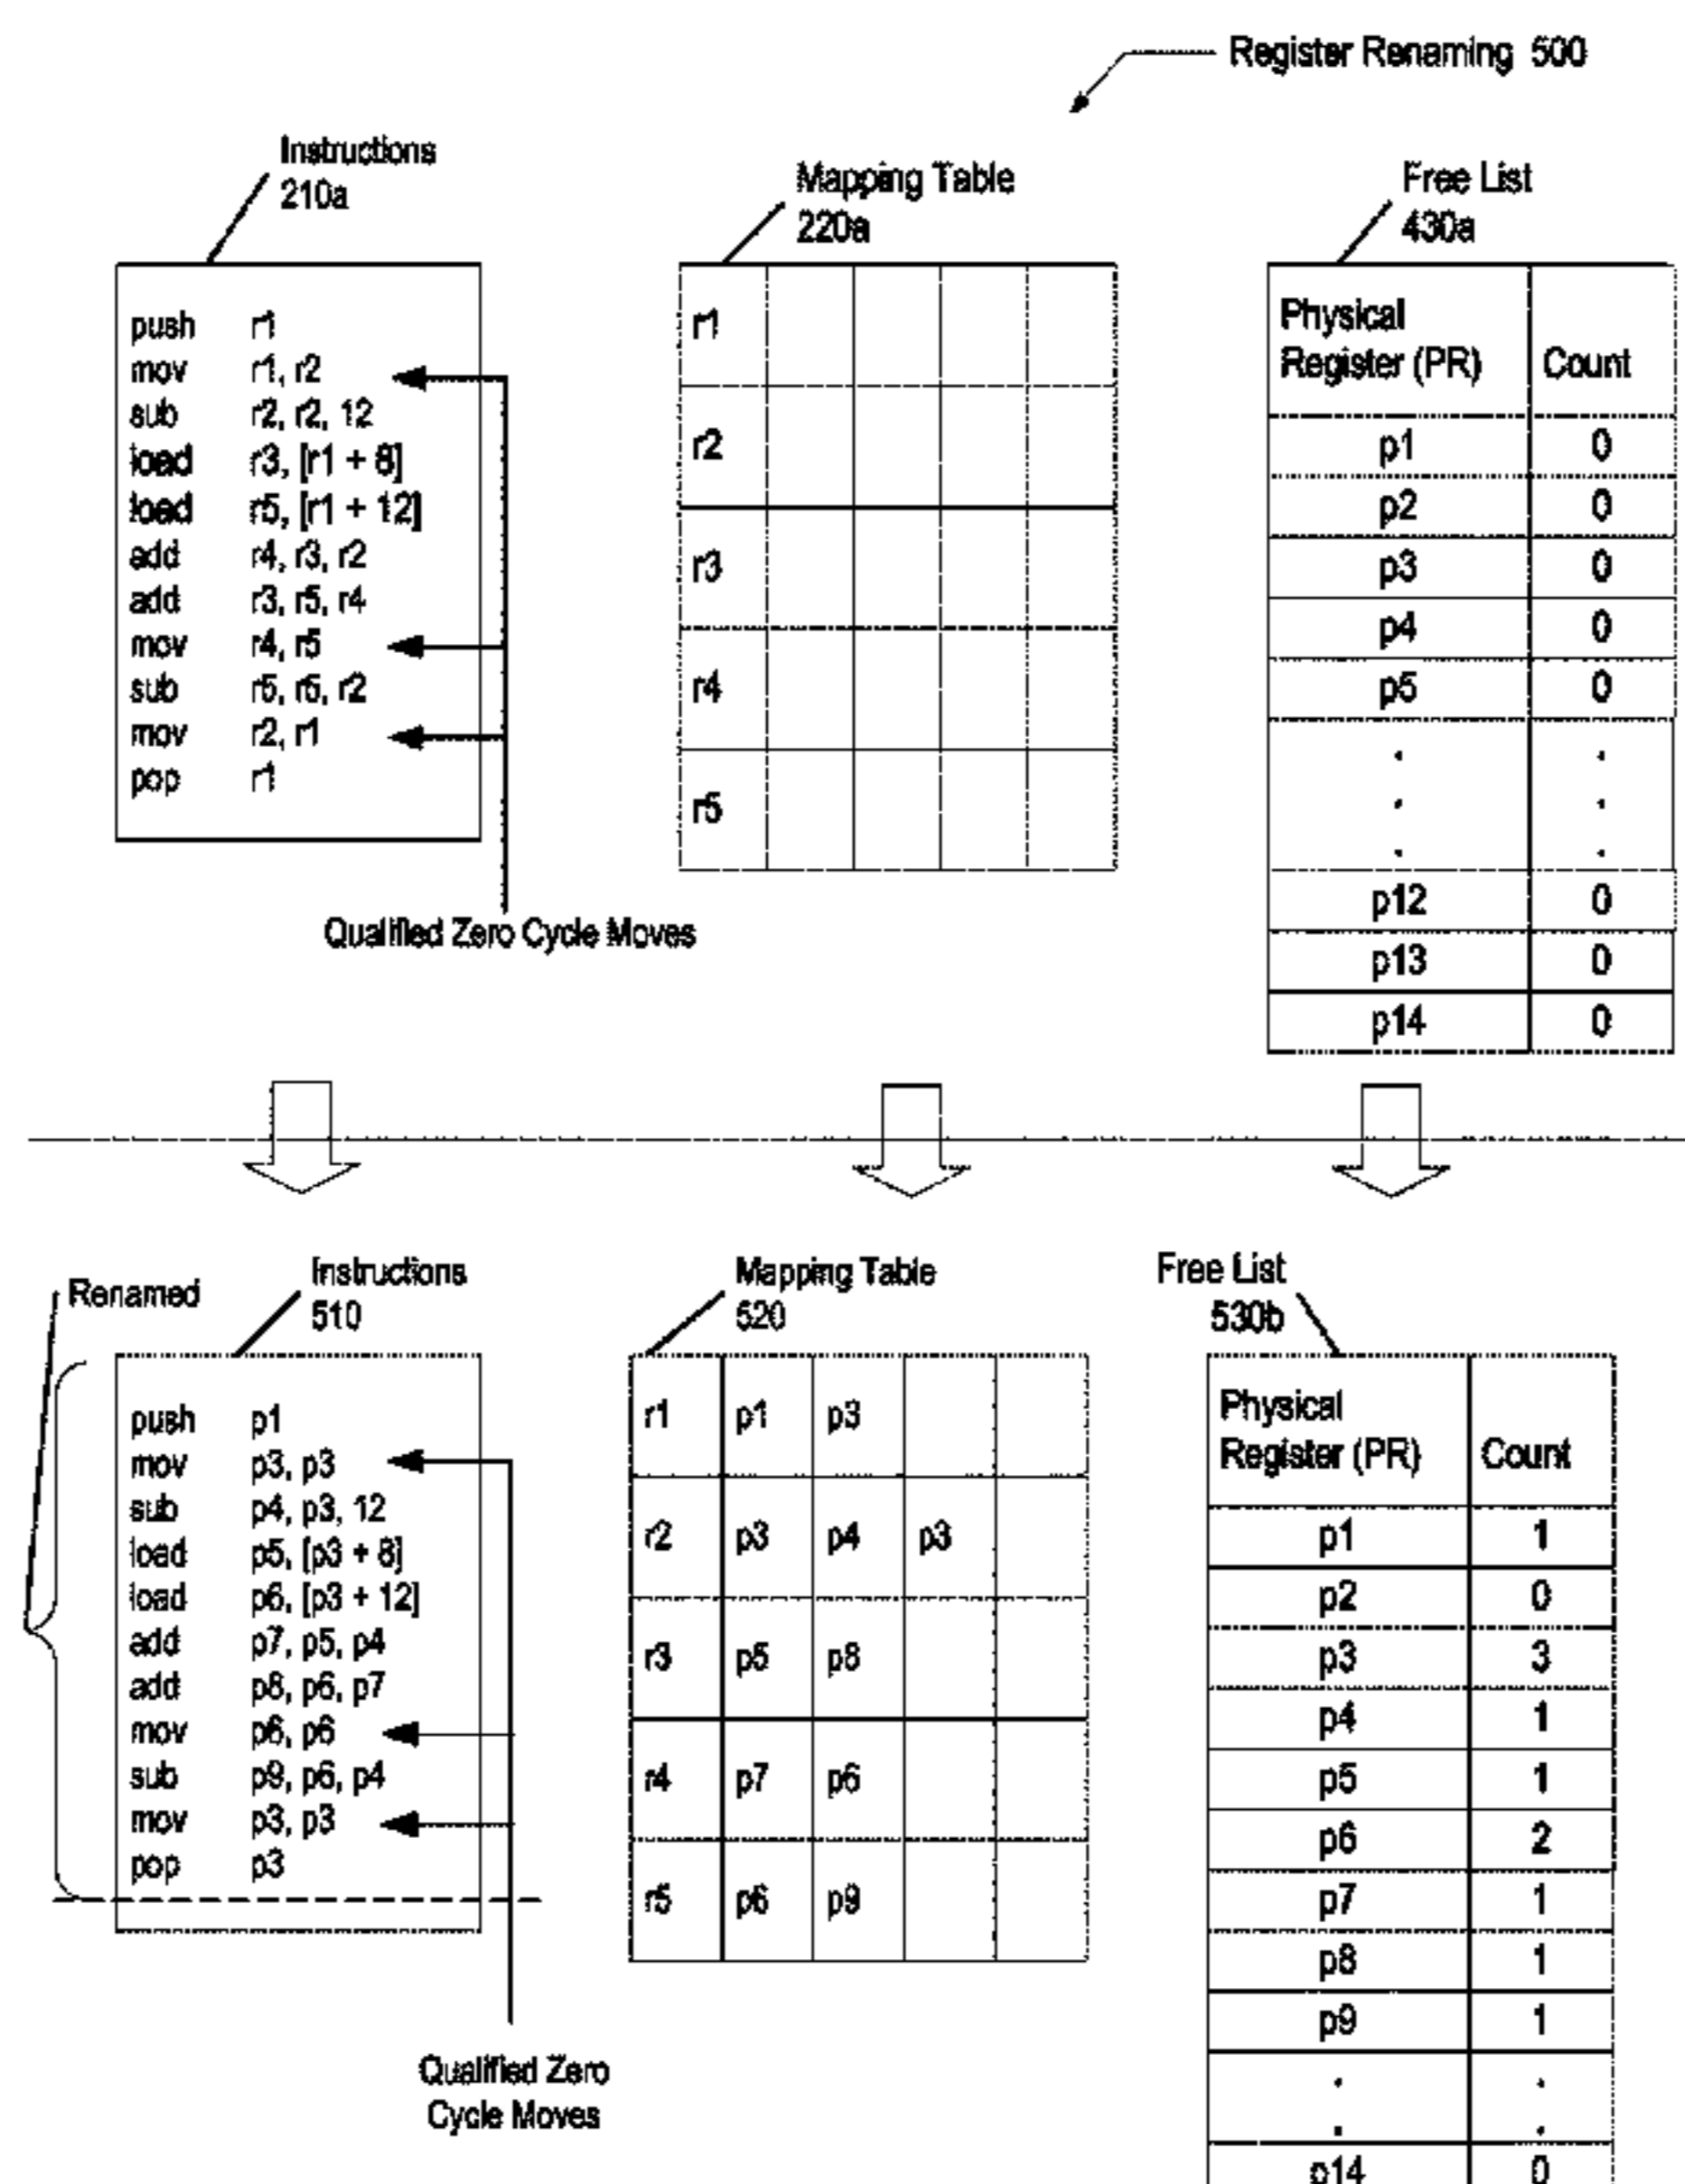 Register Renaming 500
Instructions
210a
push r1
mov r1, r2
sub r2, r2, 12
load r3, [r1 + 8]
load r5, [r1 + 12]
add r4, r3, r2
add r3, r5, r4
mov r4, r5
sub r5, r5, r2
mov r2, r1
pop r1
Qualified Zero Cycle Moves
Mapping Table
220a
r1
r2
r3
r4
r5
Free List
430a
Physical
Register (PR) Count
p1 0
p2 0
p3 0
p4 0
p5 0
p12 0
p13 0
p14 0
Renamed
Instructions
510
push p1
mov p3, p3
sub p4, p3, 12
load p5, [p3 + 8]
load p6, [p3 + 12]
add p7, p5, p4
add p8, p6, p7
mov p6, p6
sub p9, p6, p4
mov p3, p3
pop p3
Qualified Zero
Cycle Moves
Mapping Table
520
r1 p1 p3
r2 p3 p4 p3
r3 p5 p8
r4 p7 p6
r5 p6 p9
Free List
530b
Physical
Register (PR) Count
p1 1
p2 0
p3 3
p4 1
p5 1
p6 2
p7 1
p8 1
p9 1
p14 0